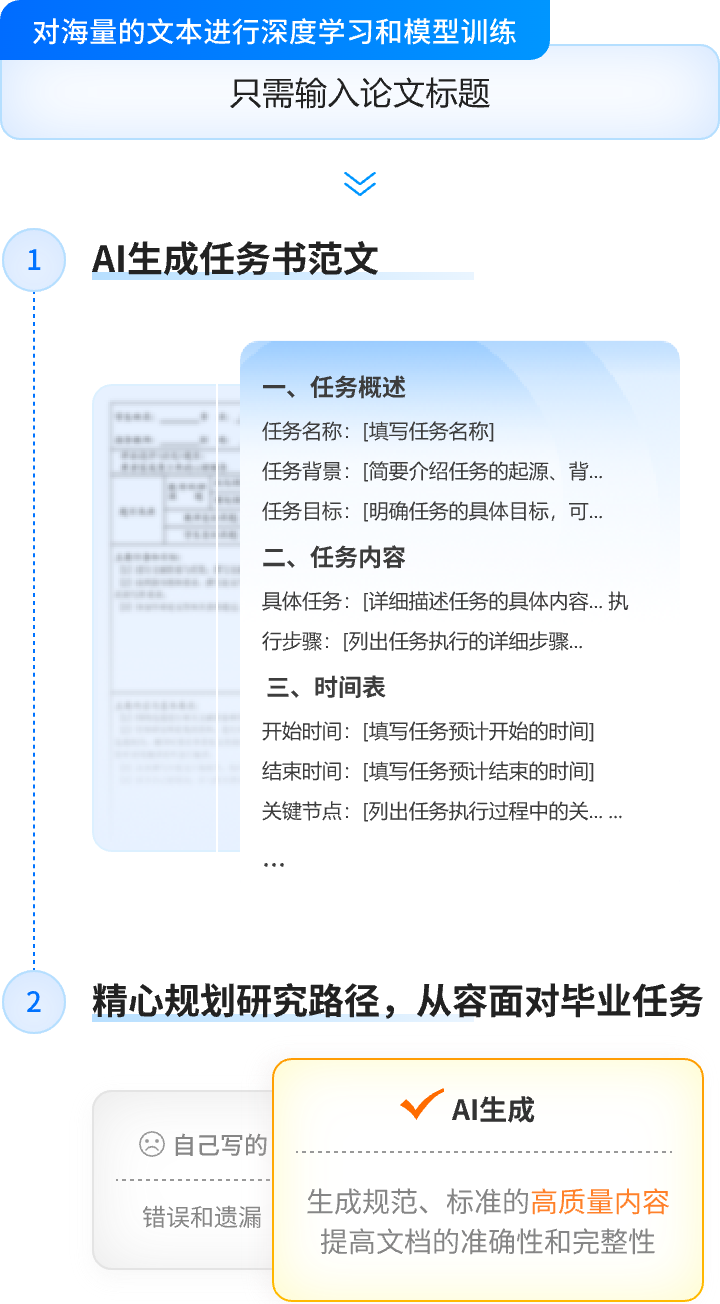 对海量的文本进行深度学习和模型训练
只需输入论文标题
1
AI生成任务书范文
一、任务概述
任务名称：[填写任务名称]
任务背景：[简要介绍任务的起源、背...
任务目标：[明确任务的具体目标，可...
二、任务内容
具体任务：[详细描述任务的具体内容... 执
行步骤：[列出任务执行的详细步骤...
三、时间表
开始时间：[填写任务预计开始的时间]
结束时间：[填写任务预计结束的时间]
关键节点：[列出任务执行过程中的关... ...
...
2
精心规划研究路径，从容面对毕业任务
自己写的
错误和遗漏
AI生成
生成规范、标准的高质量内容
提高文档的准确性和完整性